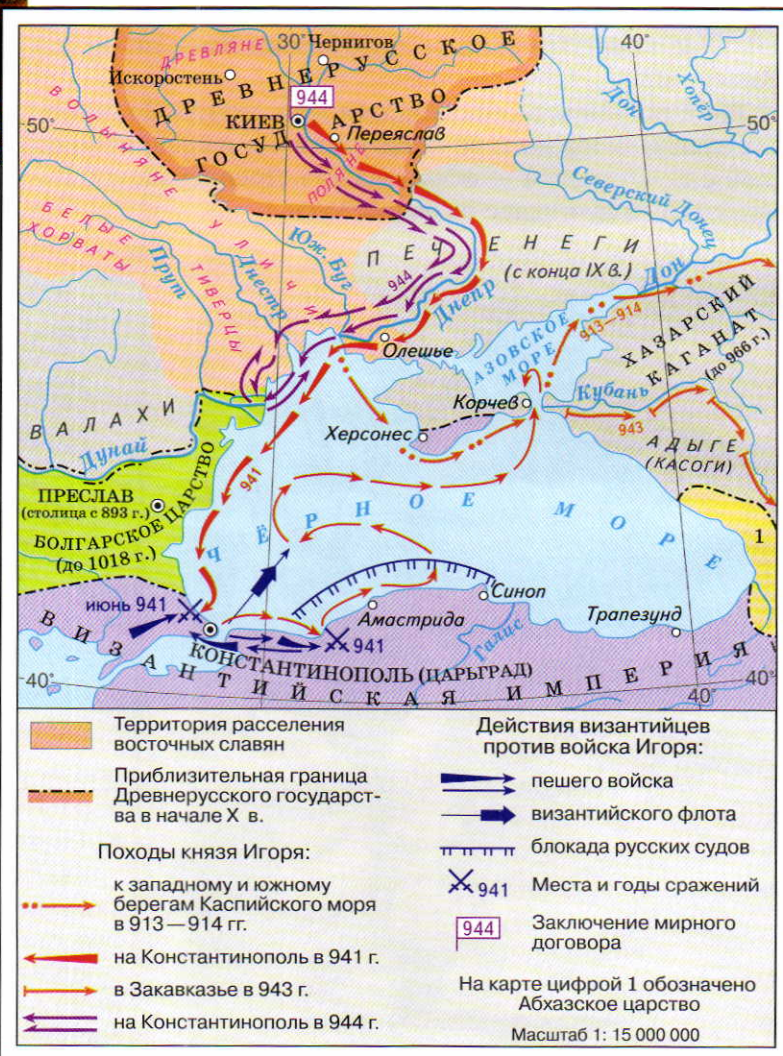 30°
40°
ДРЕВЛЯНЕ
Чернигов
Искоростень
ДРЕВНЕРУССКОЕ
ГОСУДАРСТВО
944
КИЕВ
Переяслав
ПОЛЯНЕ
Дон
Хопёр
50°
50°
ВОЛЫНЯНЕ
БЕЛЫЕ
ХОРВАТЫ
УЛИЧИ
ТИВЕРЦЫ
Прут
Днестр
Юж. Буг
Северский Донец
ПЕЧЕНЕГИ
(с конца IX в.)
944
Днепр
Дон
Олешье
АЗОВСКОЕ
МОРЕ
913—914
ХАЗАРСКИЙ
КАГАНАТ
(до 966 г.)
Корчев
Кубань
943
ВАЛАХИ
Дунай
Херсонес
АДЫГЕ
(КАСОГИ)
941
ПРЕСЛАВ
(столица с 893 г.)
БОЛГАРСКОЕ ЦАРСТВО
(до 1018 г.)
ЧЁРНОЕ МОРЕ
1
июнь 941
Синоп
Амастрида
Трапезунд
941
Галис
КОНСТАНТИНОПОЛЬ (ЦАРЬГРАД)
ВИЗАНТИЙСКАЯ ИМПЕРИЯ
40°
40°
40°
Территория расселения
восточных славян
Приблизительная граница
Древнерусского государст-
ва в начале X в.
Походы князя Игоря:
к западному и южному
берегам Каспийского моря
в 913—914 гг.
на Константинополь в 941 г.
в Закавказье в 943 г.
на Константинополь в 944 г.
Действия византийцев
против войска Игоря:
пешего войска
византийского флота
блокада русских судов
941 Места и годы сражений
944 Заключение мирного
договора
На карте цифрой 1 обозначено
Абхазское царство
Масштаб 1: 15 000 000